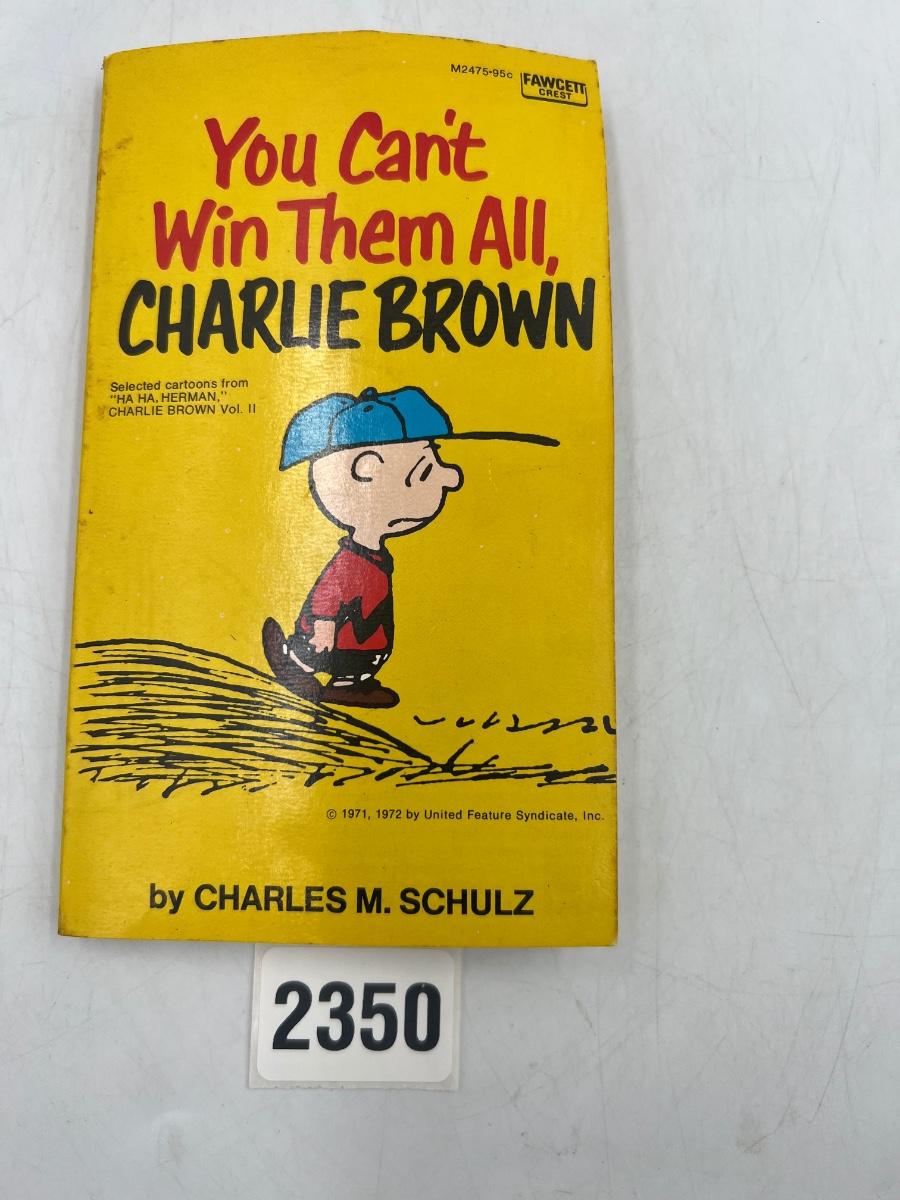 M2475•95c
FAWCETT
CREST
You Can't
Win Them All,
CHARLIE BROWN
Selected cartoons from
"HA HA, HERMAN,"
CHARLIE BROWN Vol. II
© 1971, 1972 by United Feature Syndicate, Inc.
by CHARLES M. SCHULZ
2350